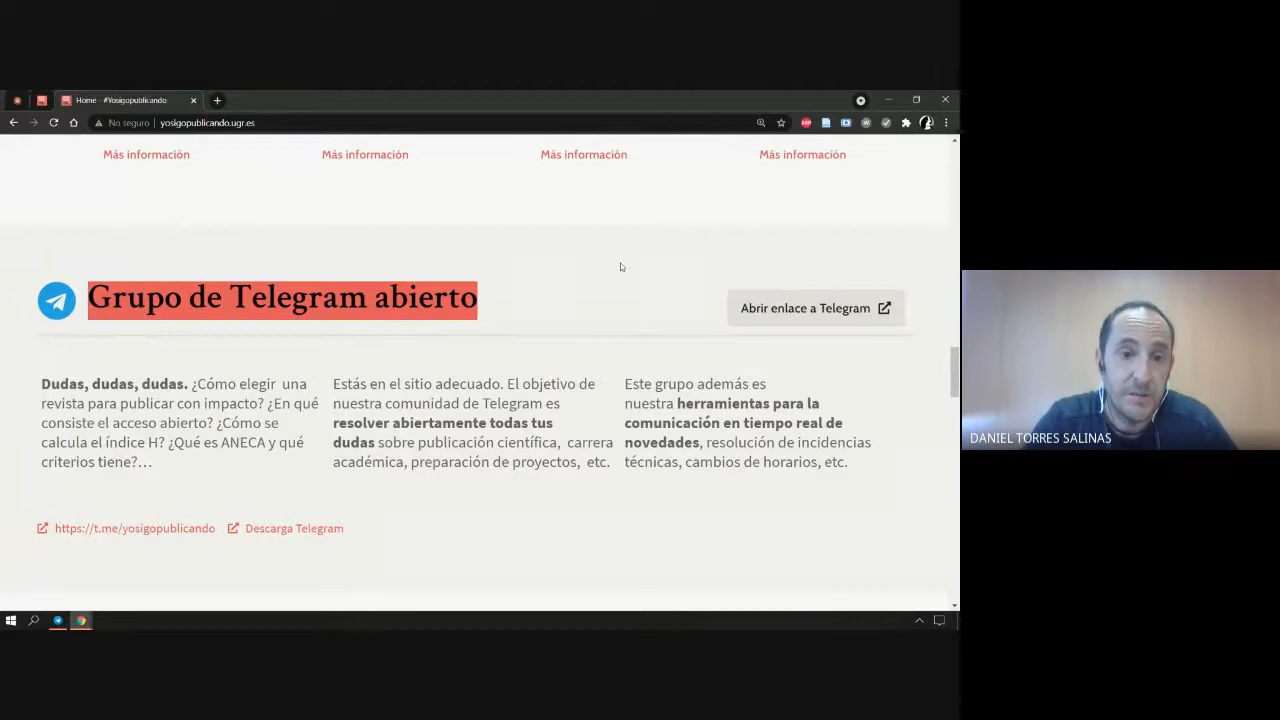 Home - #Yosigopublicando
No seguro
yosigopublicando.ugr.es
Más información
Más información
Más información
Más información
Grupo de Telegram abierto
Abrir enlace a Telegram
Dudas, dudas, dudas. ¿Cómo elegir una
revista para publicar con impacto? ¿En qué
consiste el acceso abierto? ¿Cómo se
calcula el índice H? ¿Qué es ANECA y qué
criterios tiene?...
Estás en el sitio adecuado. El objetivo de
nuestra comunidad de Telegram es
resolver abiertamente todas tus
dudas sobre publicación científica, carrera
académica, preparación de proyectos, etc.
Este grupo además es
nuestra herramientas para la
comunicación en tiempo real de
novedades, resolución de incidencias
técnicas, cambios de horarios, etc.
https://t.me/yosigopublicando
Descarga Telegram
DANIEL TORRES SALINAS